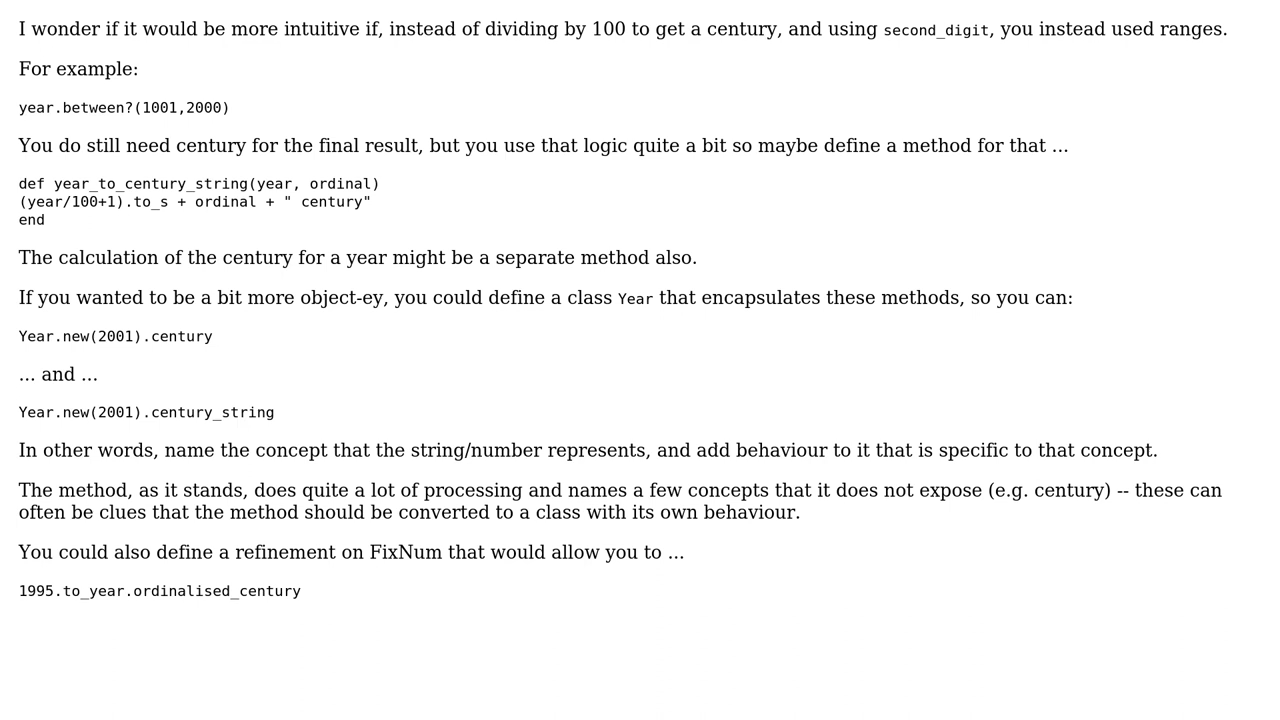 I wonder if it would be more intuitive if, instead of dividing by 100 to get a century, and using second_digit, you instead used ranges.
For example:
year.between?(1001,2000)
You do still need century for the final result, but you use that logic quite a bit so maybe define a method for that ...
def year_to_century_string(year, ordinal)
(year/100+1).to_s + ordinal + " century"
end
The calculation of the century for a year might be a separate method also.
If you wanted to be a bit more object-ey, you could define a class Year that encapsulates these methods, so you can:
Year.new(2001).century
... and ...
Year.new(2001).century_string
In other words, name the concept that the string/number represents, and add behaviour to it that is specific to that concept.
The method, as it stands, does quite a lot of processing and names a few concepts that it does not expose (e.g. century) -- these can
often be clues that the method should be converted to a class with its own behaviour.
You could also define a refinement on FixNum that would allow you to ...
1995.to_year.ordinalised_century